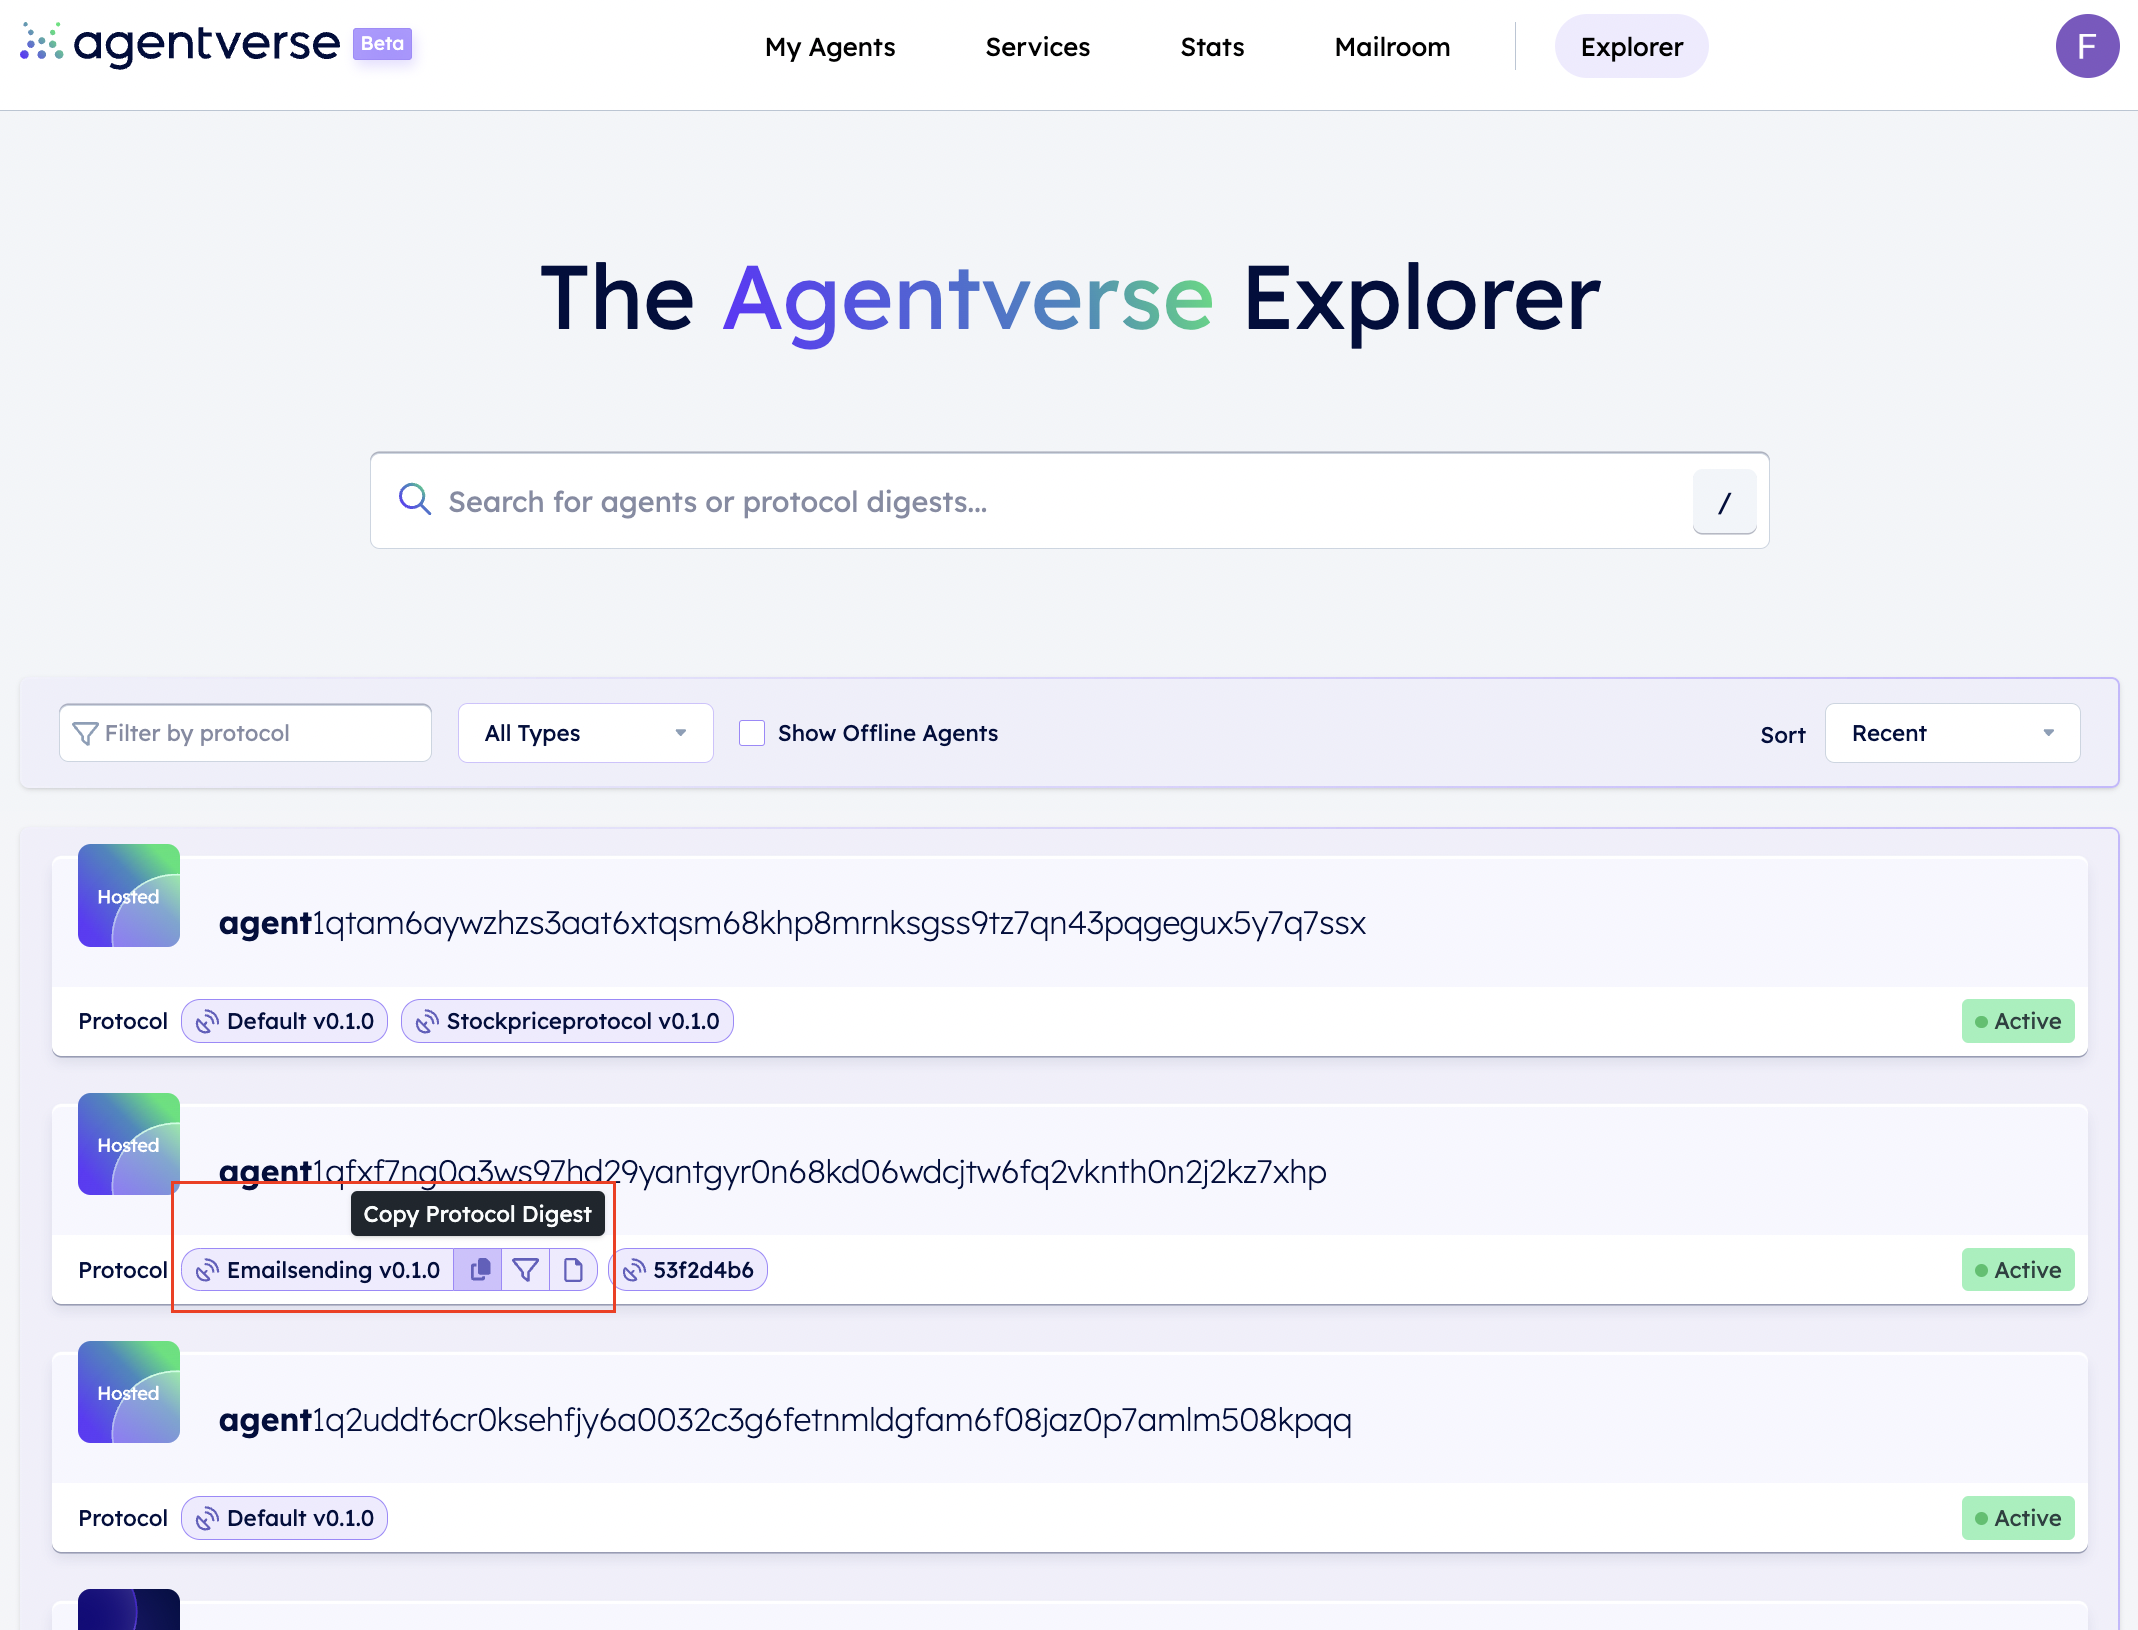 agentverse Beta My Agents Services Stats Mailroom Explorer F
The Agentverse Explorer
Search for agents or protocol digests... /
Filter by protocol All Types Show Offline Agents Sort Recent
Hosted
agent1qtam6aywzhzs3aat6xtqsm68khp8mrnksgss9tz7qn43pqgegux5y7q7ssx
Protocol Default v0.1.0 Stockpriceprotocol v0.1.0 Active
Hosted
agent1qfxf7ng0q3ws97hd29yantgyr0n68kd06wdcjtw6fq2vknth0n2j2kz7xhp
Copy Protocol Digest
Protocol Emailsending v0.1.0 53f2d4b6 Active
Hosted
agent1q2uddt6cr0ksehfjy6a0032c3g6fetnmldgfam6f08jaz0p7amlm508kpqq
Protocol Default v0.1.0 Active